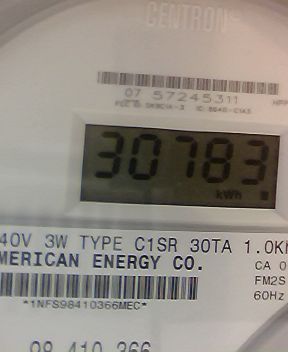 CENTRON®
07 57245311
30783
kWh
40V 3W TYPE C1SR 30TA 1.0K
MERICAN ENERGY CO.
CA 0
FM2S
60Hz
*1NFS98410366MEC*
98 410 366